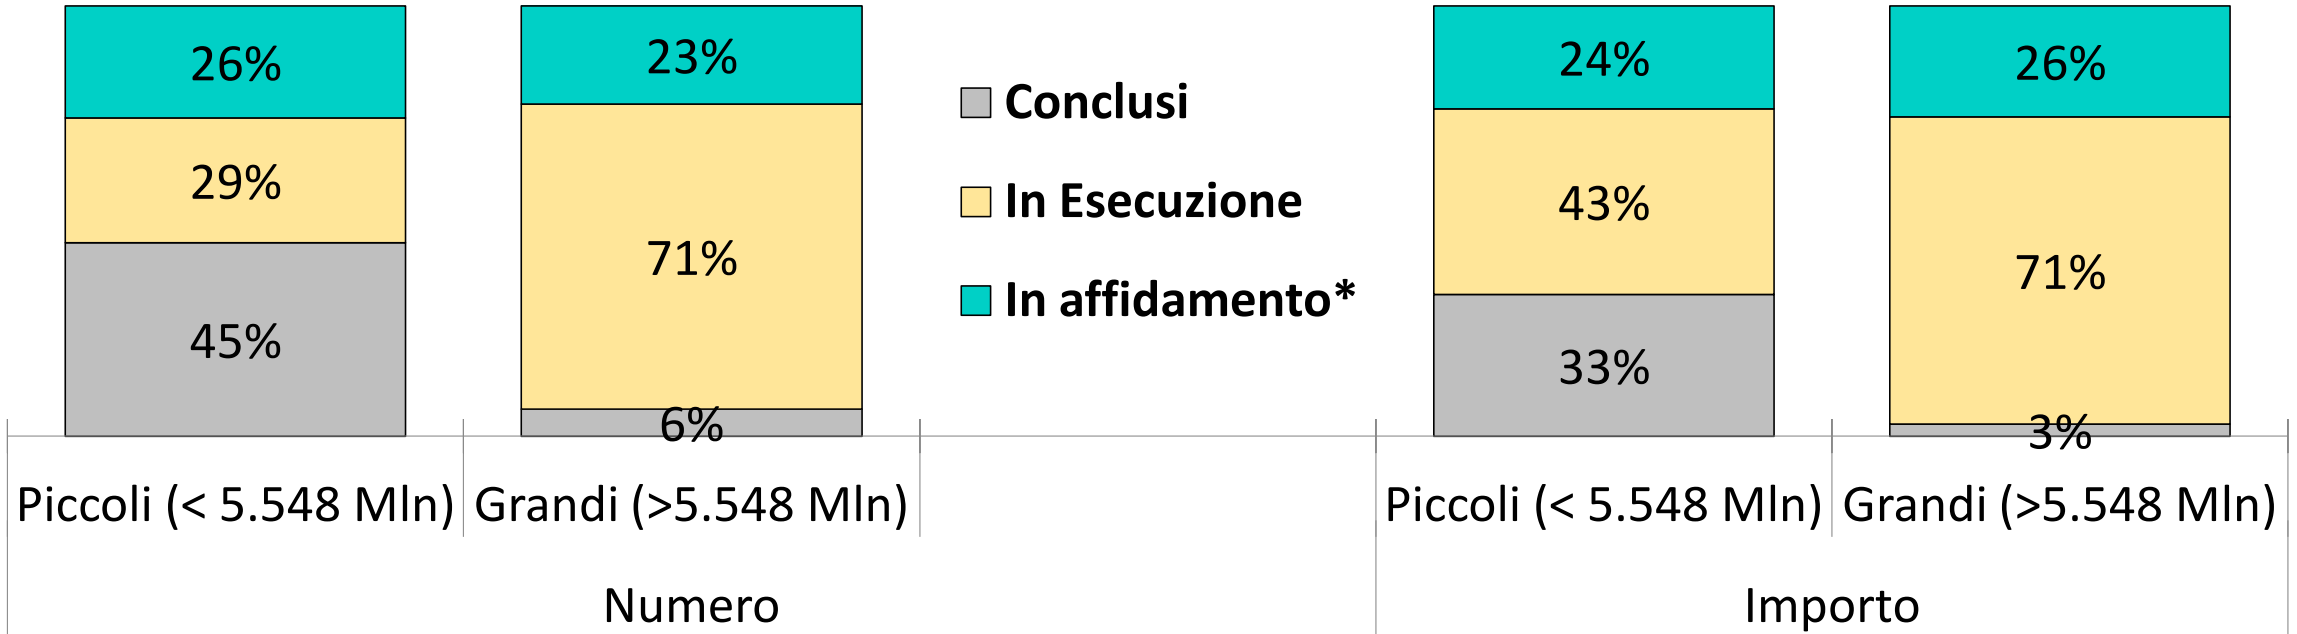 26%
29%
45%
23%
71%
6%
Conclusi
In Esecuzione
In affidamento*
24%
43%
33%
26%
71%
3%
Piccoli (< 5.548 Mln)
Grandi (>5.548 Mln)
Piccoli (< 5.548 Mln)
Grandi (>5.548 Mln)
Numero
Importo